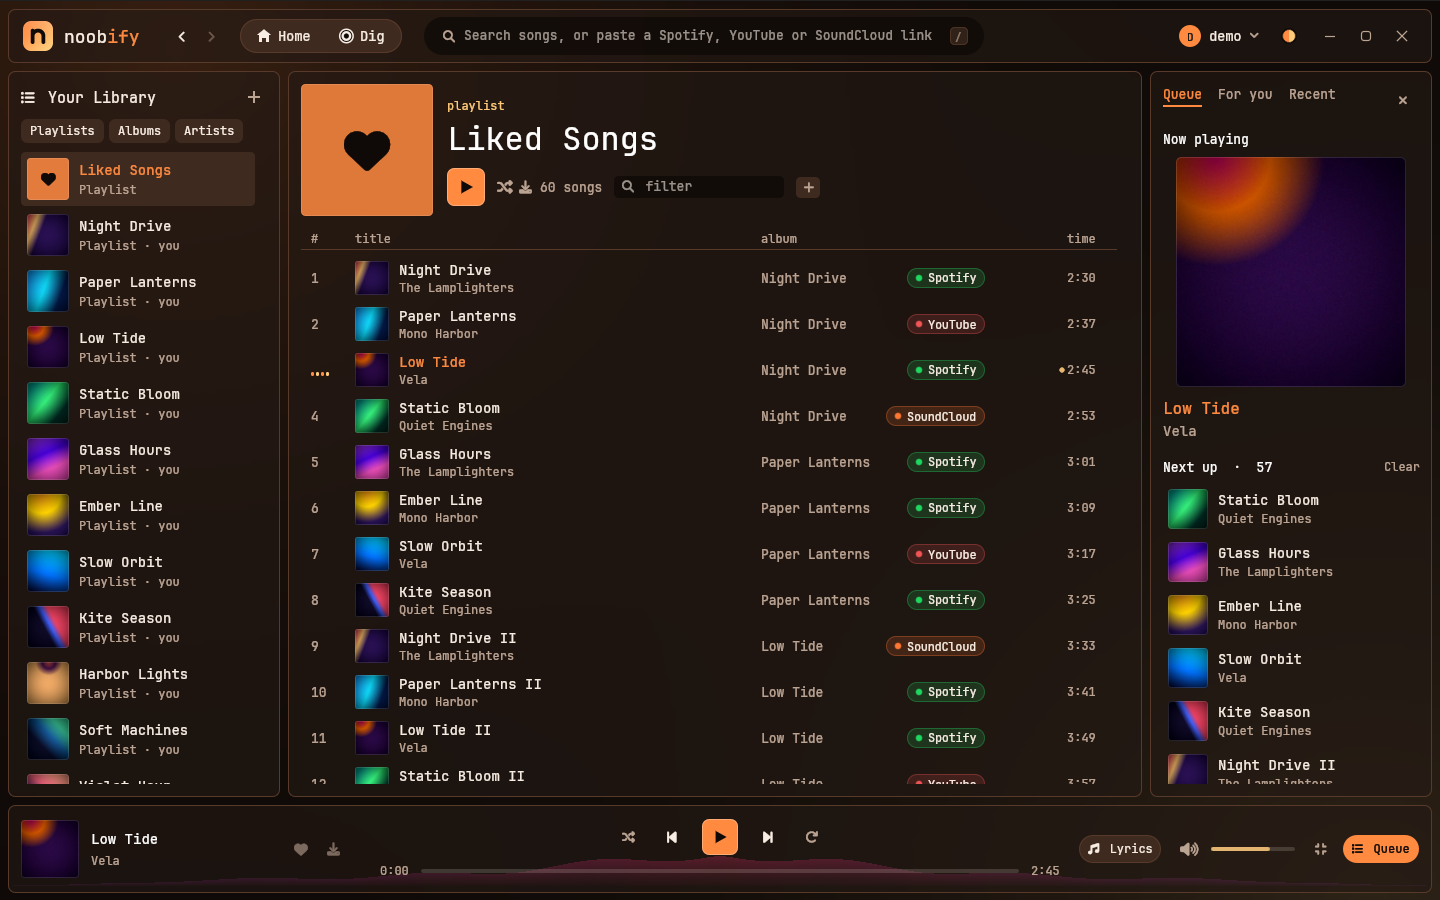 noobify
Home
Dig
Search songs, or paste a Spotify, YouTube or SoundCloud link
/
D
demo
Your Library
Playlists
Albums
Artists
Liked Songs
Playlist
Night Drive
Playlist · you
Paper Lanterns
Playlist · you
Low Tide
Playlist · you
Static Bloom
Playlist · you
Glass Hours
Playlist · you
Ember Line
Playlist · you
Slow Orbit
Playlist · you
Kite Season
Playlist · you
Harbor Lights
Playlist · you
Soft Machines
Playlist · you
Violet Hour
playlist
Liked Songs
60 songs
filter
# title album time
1 Night Drive Night Drive Spotify 2:30
The Lamplighters
2 Paper Lanterns Night Drive YouTube 2:37
Mono Harbor
Low Tide Night Drive Spotify 2:45
Vela
4 Static Bloom Night Drive SoundCloud 2:53
Quiet Engines
5 Glass Hours Paper Lanterns Spotify 3:01
The Lamplighters
6 Ember Line Paper Lanterns Spotify 3:09
Mono Harbor
7 Slow Orbit Paper Lanterns YouTube 3:17
Vela
8 Kite Season Paper Lanterns Spotify 3:25
Quiet Engines
9 Night Drive II Low Tide SoundCloud 3:33
The Lamplighters
10 Paper Lanterns II Low Tide Spotify 3:41
Mono Harbor
11 Low Tide II Low Tide Spotify 3:49
Vela
12 Static Bloom II Low Tide YouTube 3:57
Queue
For you
Recent
Now playing
Low Tide
Vela
Next up · 57
Clear
Static Bloom
Quiet Engines
Glass Hours
The Lamplighters
Ember Line
Mono Harbor
Slow Orbit
Vela
Kite Season
Quiet Engines
Night Drive II
The Lamplighters
Low Tide
Vela
0:00
2:45
Lyrics
Queue